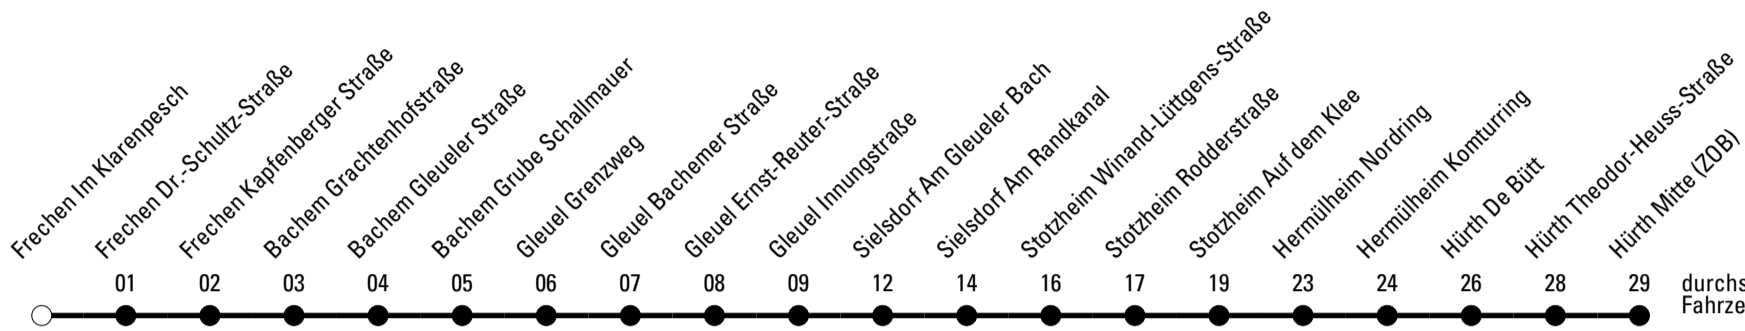 Frechen Im Klarenpesch
Frechen Dr.-Schultz-Straße
Frechen Kapfenberger Straße
Bachem Grachtenhofstraße
Bachem Gleueler Straße
Bachem Grube Schallmauer
Gleuel Grenzweg
Gleuel Bachemer Straße
Gleuel Ernst-Reuter-Straße
Gleuel Innungstraße
Sielsdorf Am Gleueler Bach
Sielsdorf Am Randkanal
Stotzheim Winand-Lüttgens-Straße
Stotzheim Rodderstraße
Stotzheim Auf dem Klee
Hermülheim Nordring
Hermülheim Komturring
Hürth De Bütt
Hürth Theodor-Heuss-Straße
Hürth Mitte (ZOB)
01 02 03 04 05 06 07 08 09 12 14 16 17 19 23 24 26 28 29 durchs
Fahrze